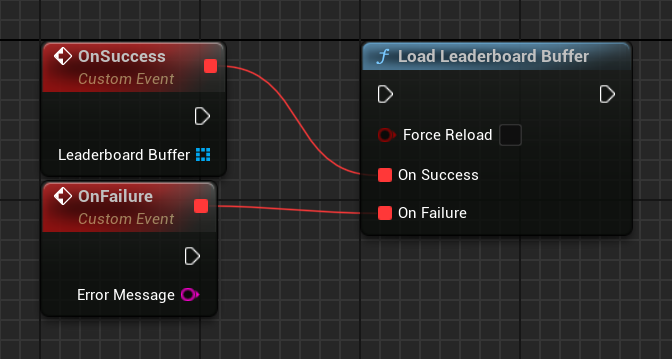 OnSuccess
Custom Event
Leaderboard Buffer
OnFailure
Custom Event
Error Message
f Load Leaderboard Buffer
Force Reload
On Success
On Failure